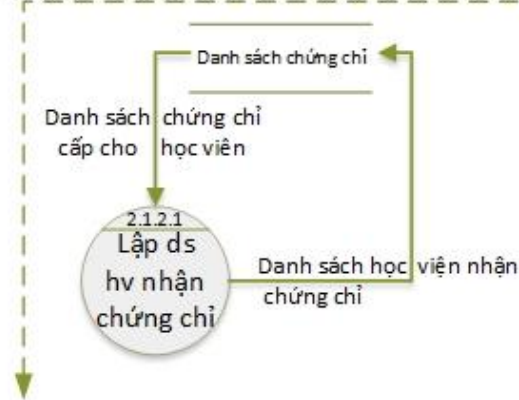 Danh sách chứng chỉ
Danh sách chứng chỉ
cấp cho học viên
2.1.2.1
Lập ds
hv nhận
chứng chỉ
Danh sách học viện nhận
chứng chỉ